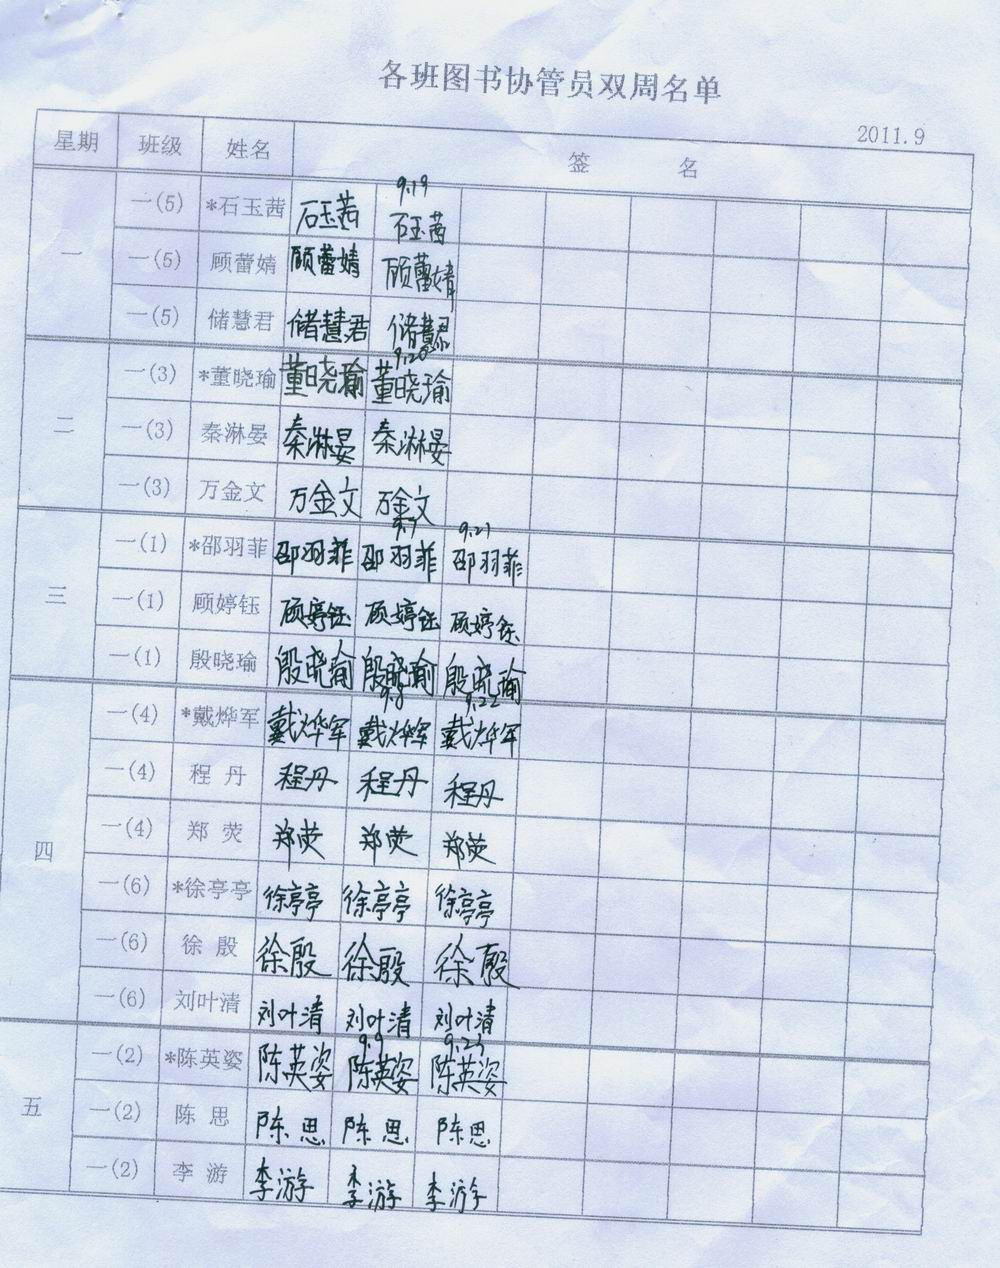 各班图书协管员双周名单
2011.9
星期 班级 姓名 签 名
9.19
一 一(5) *石玉茜 石玉茜 石玉茜
一(5) 顾蕾婧 顾蕾婧 顾蕾婧
一(5) 储慧君 储慧君 储慧君
9.20
二 一(3) *董晓瑜 董晓瑜 董晓瑜
一(3) 秦淋晏 秦淋晏 秦淋晏
一(3) 万金文 万金文 万金文
9.7 9.21
三 一(1) *邵羽菲 邵羽菲 邵羽菲 邵羽菲
一(1) 顾婷钰 顾婷钰 顾婷钰 顾婷钰
一(1) 殷晓瑜 殷晓瑜 殷晓瑜 殷晓瑜
9.8 9.22
四 一(4) *戴烨军 戴烨军 戴烨军 戴烨军
一(4) 程丹 程丹 程丹 程丹
一(4) 郑荧 郑荧 郑荧 郑荧
一(6) *徐亭亭 徐亭亭 徐亭亭 徐亭亭
一(6) 徐殷 徐殷 徐殷 徐殷
一(6) 刘叶清 刘叶清 刘叶清 刘叶清
9.9 9.23
五 一(2) *陈英姿 陈英姿 陈英姿 陈英姿
一(2) 陈思 陈思 陈思 陈思
一(2) 李游 李游 李游 李游